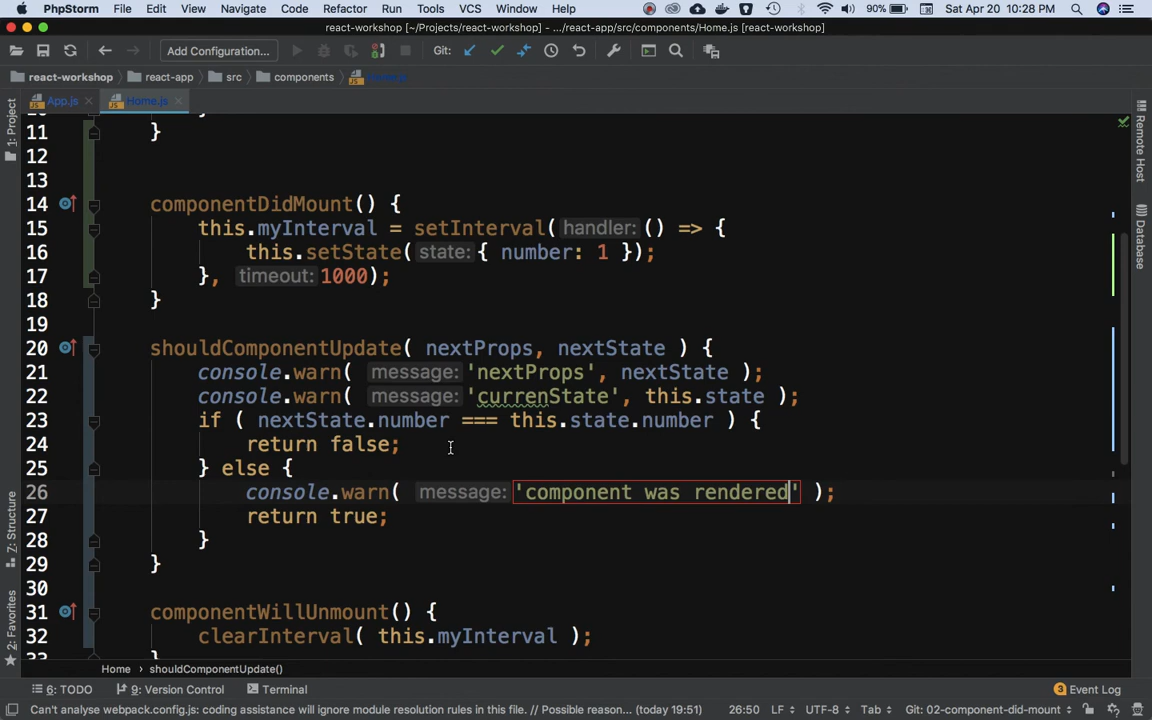 PhpStorm File Edit View Navigate Code Refactor Run Tools VCS Window Help 90% Sat Apr 20 10:28 PM
react-workshop [~/Projects/react-workshop] - .../react-app/src/components/Home.js [react-workshop]
Add Configuration... Git:
react-workshop react-app src components
App.js Home.js
11 }
12
13
14 componentDidMount() {
15 this.myInterval = setInterval( handler: () => {
16 this.setState( state: { number: 1 });
17 }, timeout: 1000);
18 }
19
20 shouldComponentUpdate( nextProps, nextState ) {
21 console.warn( message: 'nextProps', nextState );
22 console.warn( message: 'currenState', this.state );
23 if ( nextState.number === this.state.number ) {
24 return false;
25 } else {
26 console.warn( message: 'component was rendered' );
27 return true;
28 }
29 }
30
31 componentWillUnmount() {
32 clearInterval( this.myInterval );
33 }
Home › shouldComponentUpdate()
1: Project
Z: Structure
2: Favorites
Remote Host
Database
6: TODO 9: Version Control Terminal 3 Event Log
Can't analyse webpack.config.js: coding assistance will ignore module resolution rules in this file. // Possible reason... (today 19:51) 26:50 LF UTF-8 Tab Git: 02-component-did-mount